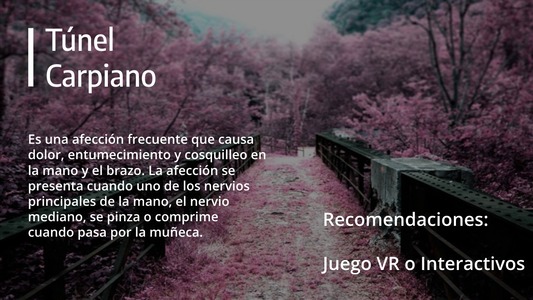 Túnel
Carpiano
Es una afección frecuente que causa
dolor, entumecimiento y cosquilleo en
la mano y el brazo. La afección se
presenta cuando uno de los nervios
principales de la mano, el nervio
mediano, se pinza o comprime
cuando pasa por la muñeca.
Recomendaciones:
Juego VR o Interactivos